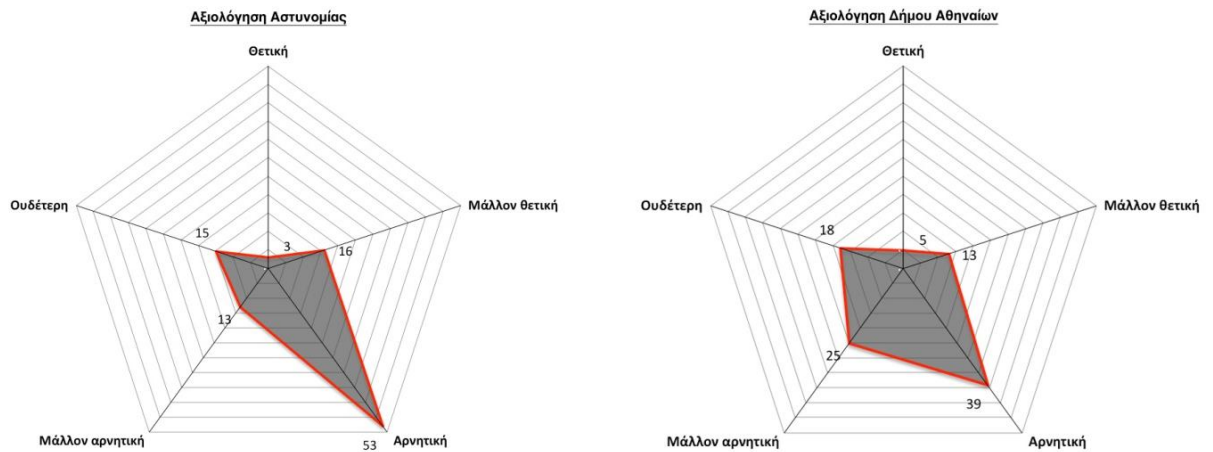 Αξιολόγηση Αστυνομίας
Θετική
Ουδέτερη
Μάλλον θετική
15
3
16
13
Μάλλον αρνητική
Αρνητική
53
Αξιολόγηση Δήμου Αθηναίων
Θετική
Ουδέτερη
Μάλλον θετική
18
5
13
25
39
Μάλλον αρνητική
Αρνητική